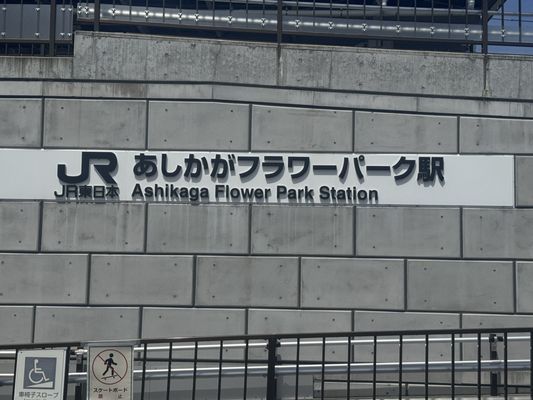 JR あしかがフラワーパーク駅
JR東日本 Ashikaga Flower Park Station
車椅子スロープ
スケートボード
禁止